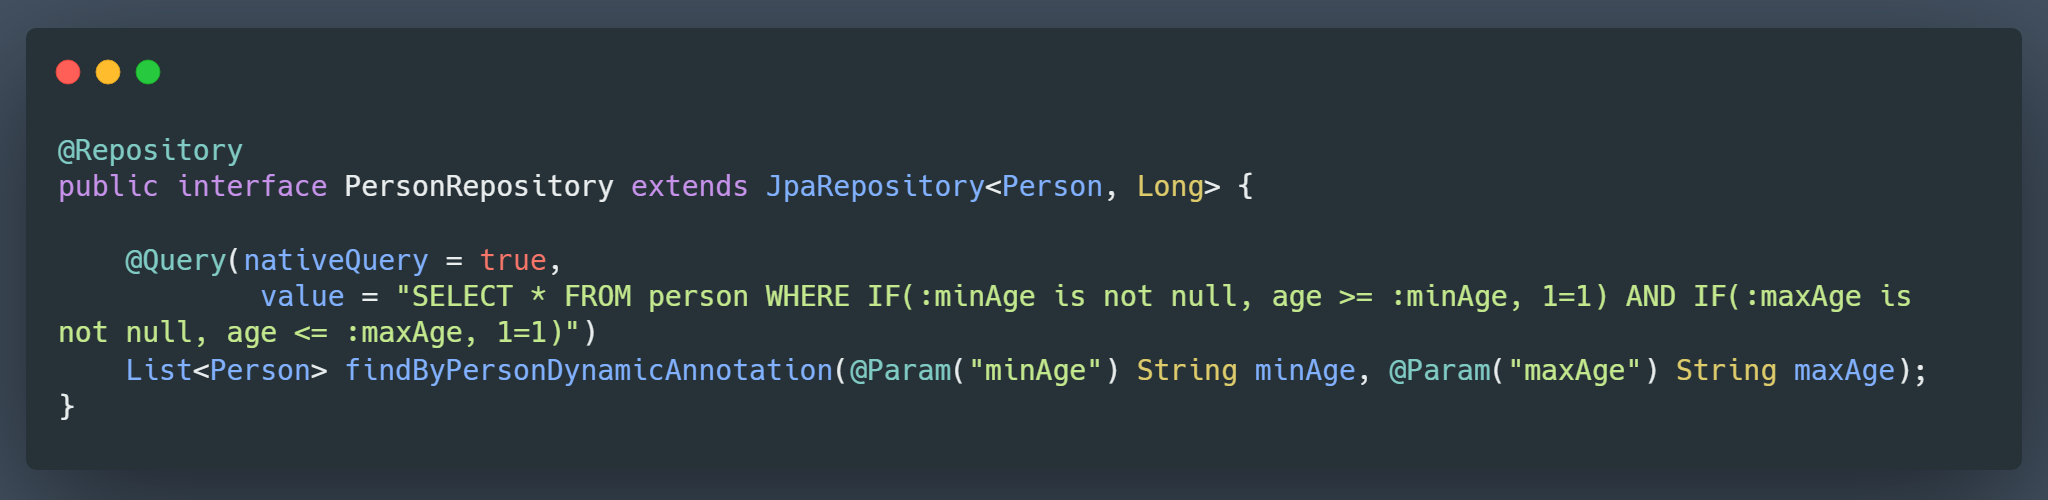 @Repository
public interface PersonRepository extends JpaRepository<Person, Long> {
@Query(nativeQuery = true,
value = "SELECT * FROM person WHERE IF(:minAge is not null, age >= :minAge, 1=1) AND IF(:maxAge is
not null, age <= :maxAge, 1=1)")
List<Person> findByPersonDynamicAnnotation(@Param("minAge") String minAge, @Param("maxAge") String maxAge);
}